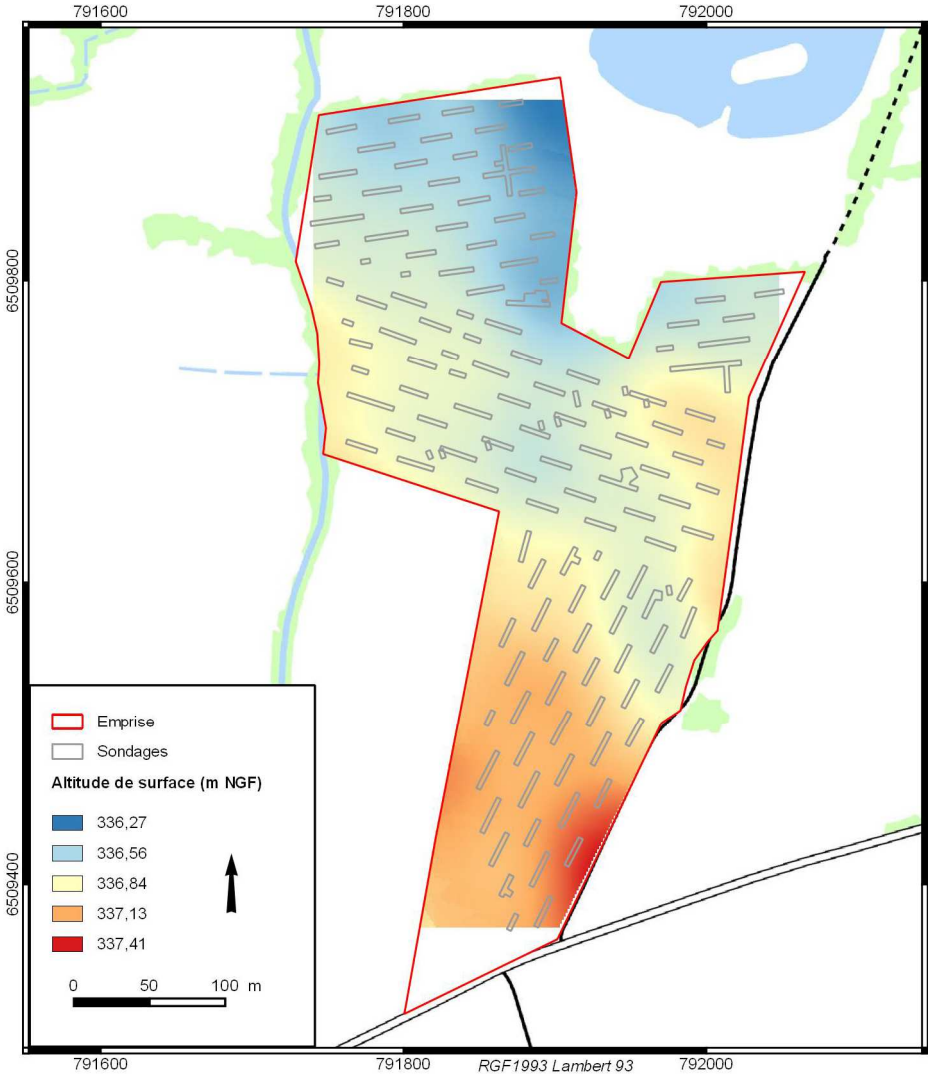 791600 791800 792000
6509800
6509600
6509400
Emprise
Sondages
Altitude de surface (m NGF)
336,27
336,56
336,84
337,13
337,41
0 50 100 m
791600 791800 RGF1993 Lambert 93 792000